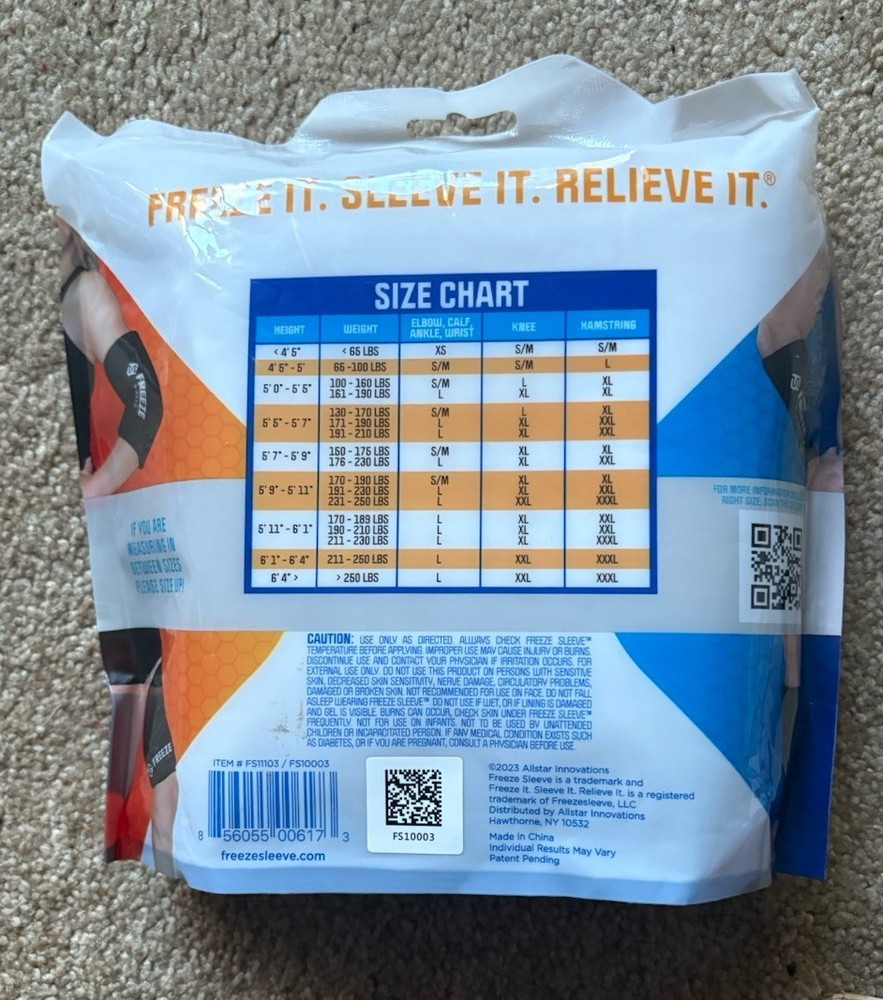 FREEZE IT. SLEEVE IT. RELIEVE IT.®
SIZE CHART
HEIGHT WEIGHT ELBOW, CALF, ANKLE, WRIST KNEE HAMSTRING
< 4' 5" < 65 LBS XS S/M S/M
4' 5" - 5' 65 -100 LBS S/M S/M L
5' 0" - 5' 5" 100 - 160 LBS S/M L XL
161 - 190 LBS L XL XL
5' 5" - 5' 7" 130 - 170 LBS S/M L XL
171 - 190 LBS L XL XXL
191 - 210 LBS L XL XXL
5' 7" - 5' 9" 150 - 175 LBS S/M XL XL
176 - 230 LBS L XL XXL
5' 9" - 5' 11" 170 - 190 LBS S/M XL XL
191 - 230 LBS L XL XXL
231 - 250 LBS L XXL XXXL
5' 11" - 6' 1" 170 - 189 LBS L XL XXL
190 - 210 LBS L XL XXL
211 - 230 LBS L XL XXXL
6' 1" - 6' 4" 211 - 250 LBS L XXL XXXL
6' 4" > > 250 LBS L XXL XXXL
IF YOU ARE
MEASURING IN
BETWEEN SIZES
PLEASE SIZE UP!
FOR MORE
RIGHT SIZE,
FREEZE
FREEZE
CAUTION: USE ONLY AS DIRECTED. ALWAYS CHECK FREEZE SLEEVE™
TEMPERATURE BEFORE APPLYING. IMPROPER USE MAY CAUSE INJURY OR BURNS.
DISCONTINUE USE AND CONTACT YOUR PHYSICIAN IF IRRITATION OCCURS. FOR
EXTERNAL USE ONLY. DO NOT USE THIS PRODUCT ON PERSONS WITH SENSITIVE
SKIN, DECREASED SKIN SENSITIVITY, NERVE DAMAGE, CIRCULATORY PROBLEMS,
DAMAGED OR BROKEN SKIN. NOT RECOMMENDED FOR USE ON FACE. DO NOT FALL
ASLEEP WEARING FREEZE SLEEVE™ DO NOT USE IF WET, OR IF LINING IS DAMAGED
AND GEL IS VISIBLE. BURNS CAN OCCUR, CHECK SKIN UNDER FREEZE SLEEVE™
FREQUENTLY. NOT FOR USE ON INFANTS. NOT TO BE USED BY UNATTENDED
CHILDREN OR INCAPACITATED PERSON. IF ANY MEDICAL CONDITION EXISTS SUCH
AS DIABETES, OR IF YOU ARE PREGNANT, CONSULT A PHYSICIAN BEFORE USE.
ITEM # FS11103 / FS10003
8 56055 00617 3
freezesleeve.com
FS10003
©2023 Allstar Innovations
Freeze Sleeve is a trademark and
Freeze It. Sleeve It. Relieve It. is a registered
trademark of Freezesleeve, LLC
Distributed by Allstar Innovations
Hawthorne, NY 10532
Made in China
Individual Results May Vary
Patent Pending